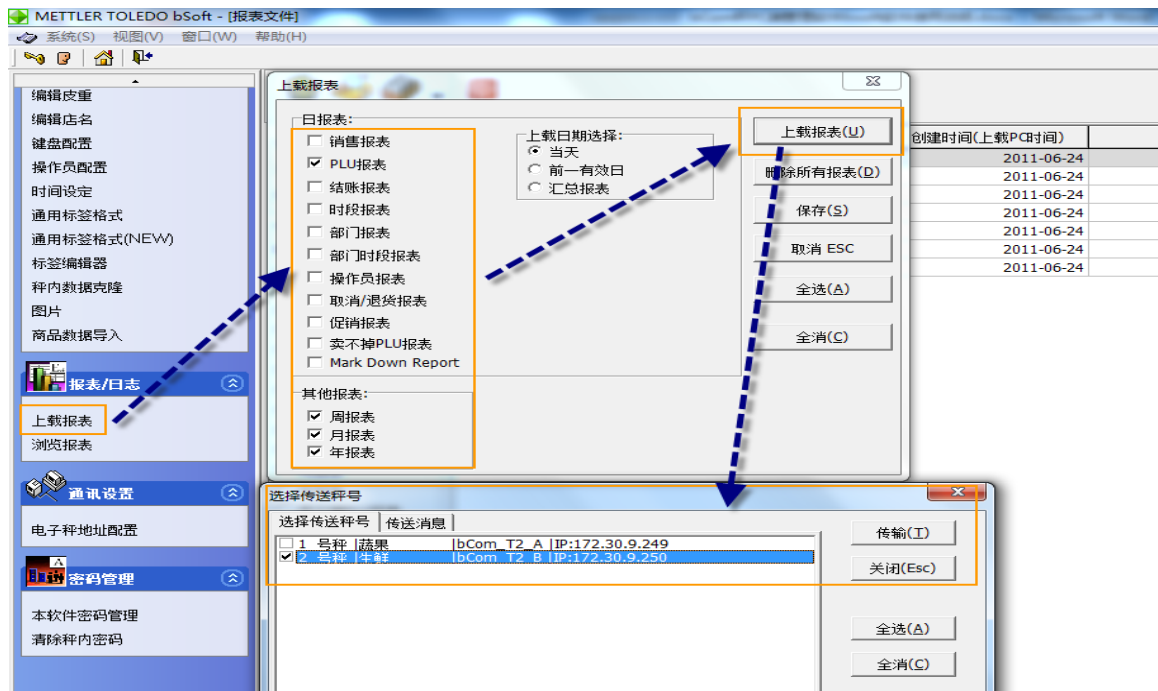 METTLER TOLEDO bSoft - [报表文件]
系统(S) 视图(V) 窗口(W) 帮助(H)
编辑皮重
编辑店名
键盘配置
操作员配置
时间设定
通用标签格式
通用标签格式(NEW)
标签编辑器
秤内数据克隆
图片
商品数据导入
报表/日志
上载报表
浏览报表
通讯设置
电子秤地址配置
密码管理
本软件密码管理
清除秤内密码
上载报表
日报表:
销售报表
PLU报表
结账报表
时段报表
部门报表
部门时段报表
操作员报表
取消/退货报表
促销报表
卖不掉PLU报表
Mark Down Report
其他报表:
周报表
月报表
年报表
上载日期选择:
当天
前一有效日
汇总报表
上载报表(U)
删除所有报表(D)
保存(S)
取消 ESC
全选(A)
全消(C)
创建时间(上载PC时间)
2011-06-24
2011-06-24
2011-06-24
2011-06-24
2011-06-24
2011-06-24
2011-06-24
选择传送秤号
选择传送秤号 传送消息
1 号秤 |蔬果 |bCom_T2_A |IP:172.30.9.249
2 号秤 |生鲜 |bCom_T2_B |IP:172.30.9.250
传输(T)
关闭(Esc)
全选(A)
全消(C)